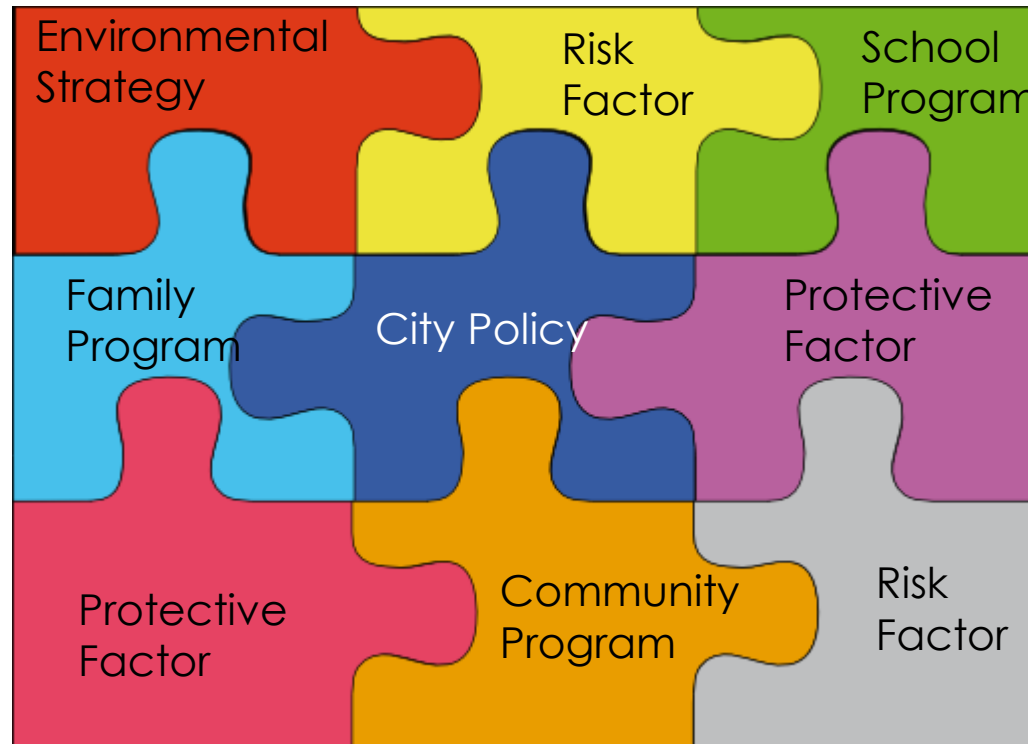 Environmental
Strategy
Risk
Factor
School
Program
Family
Program
City Policy
Protective
Factor
Protective
Factor
Community
Program
Risk
Factor